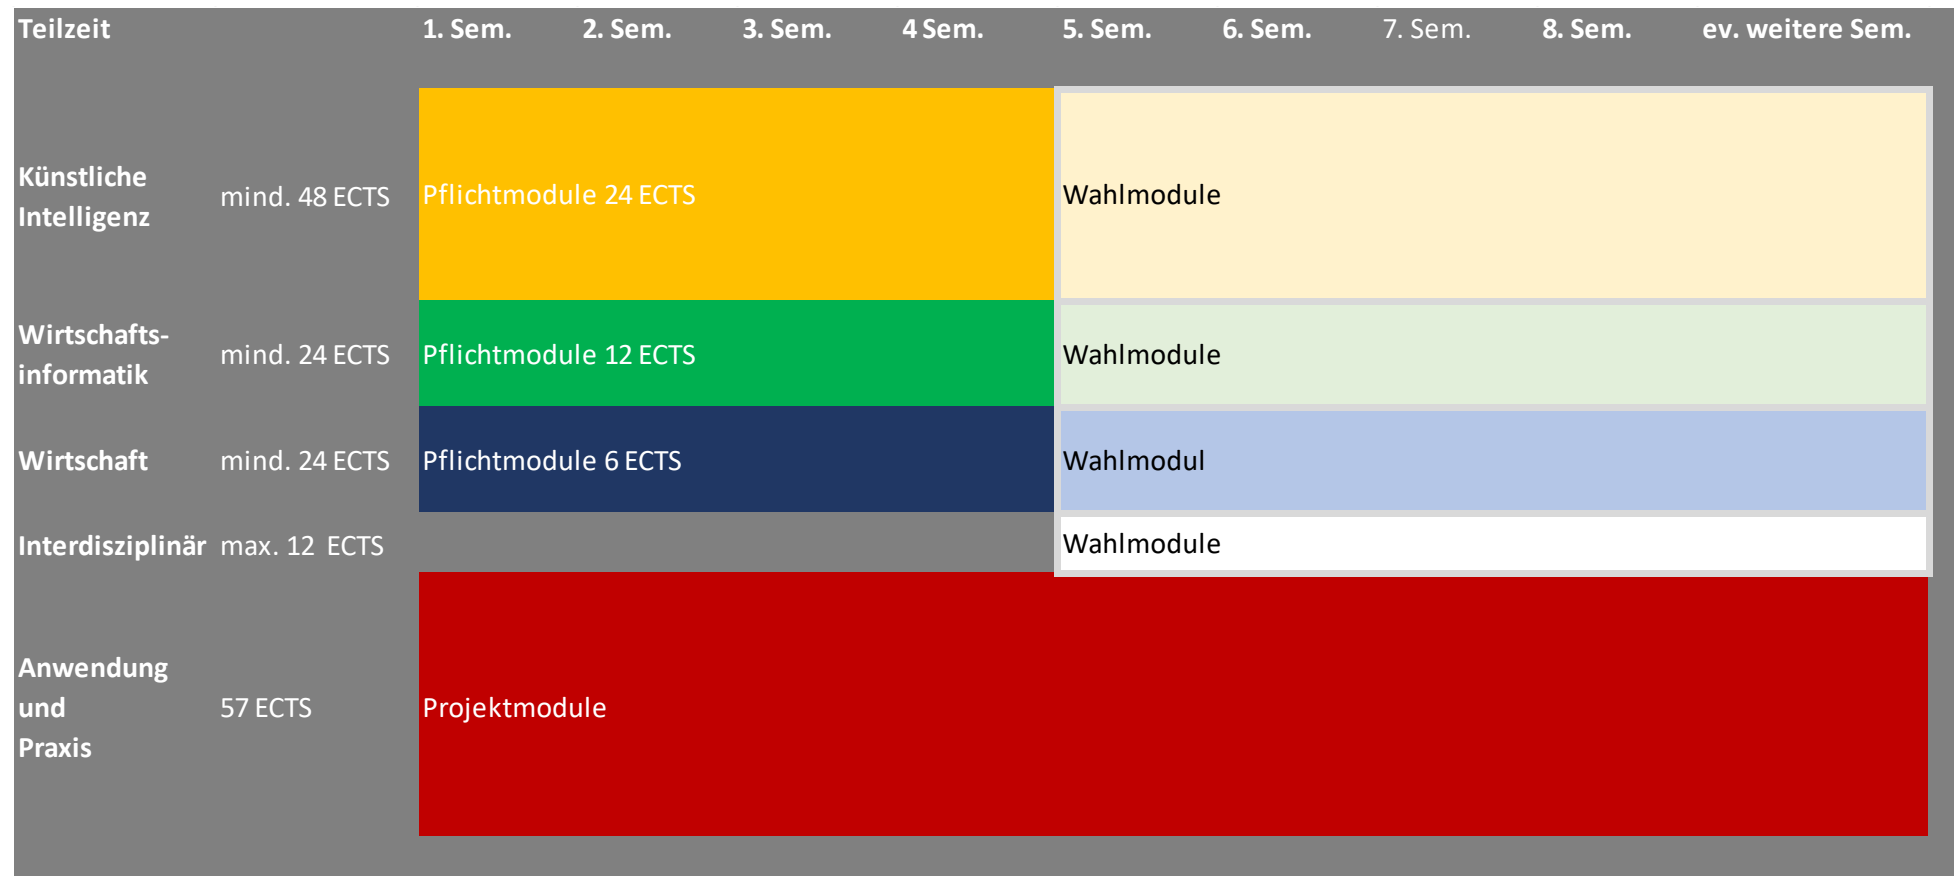 Teilzeit 1. Sem. 2. Sem. 3. Sem. 4 Sem. 5. Sem. 6. Sem. 7. Sem. 8. Sem. ev. weitere Sem.
Künstliche
Intelligenz mind. 48 ECTS Pflichtmodule 24 ECTS Wahlmodule
Wirtschafts-
informatik mind. 24 ECTS Pflichtmodule 12 ECTS Wahlmodule
Wirtschaft mind. 24 ECTS Pflichtmodule 6 ECTS Wahlmodul
Interdisziplinär max. 12 ECTS Wahlmodule
Anwendung
und 57 ECTS Projektmodule
Praxis